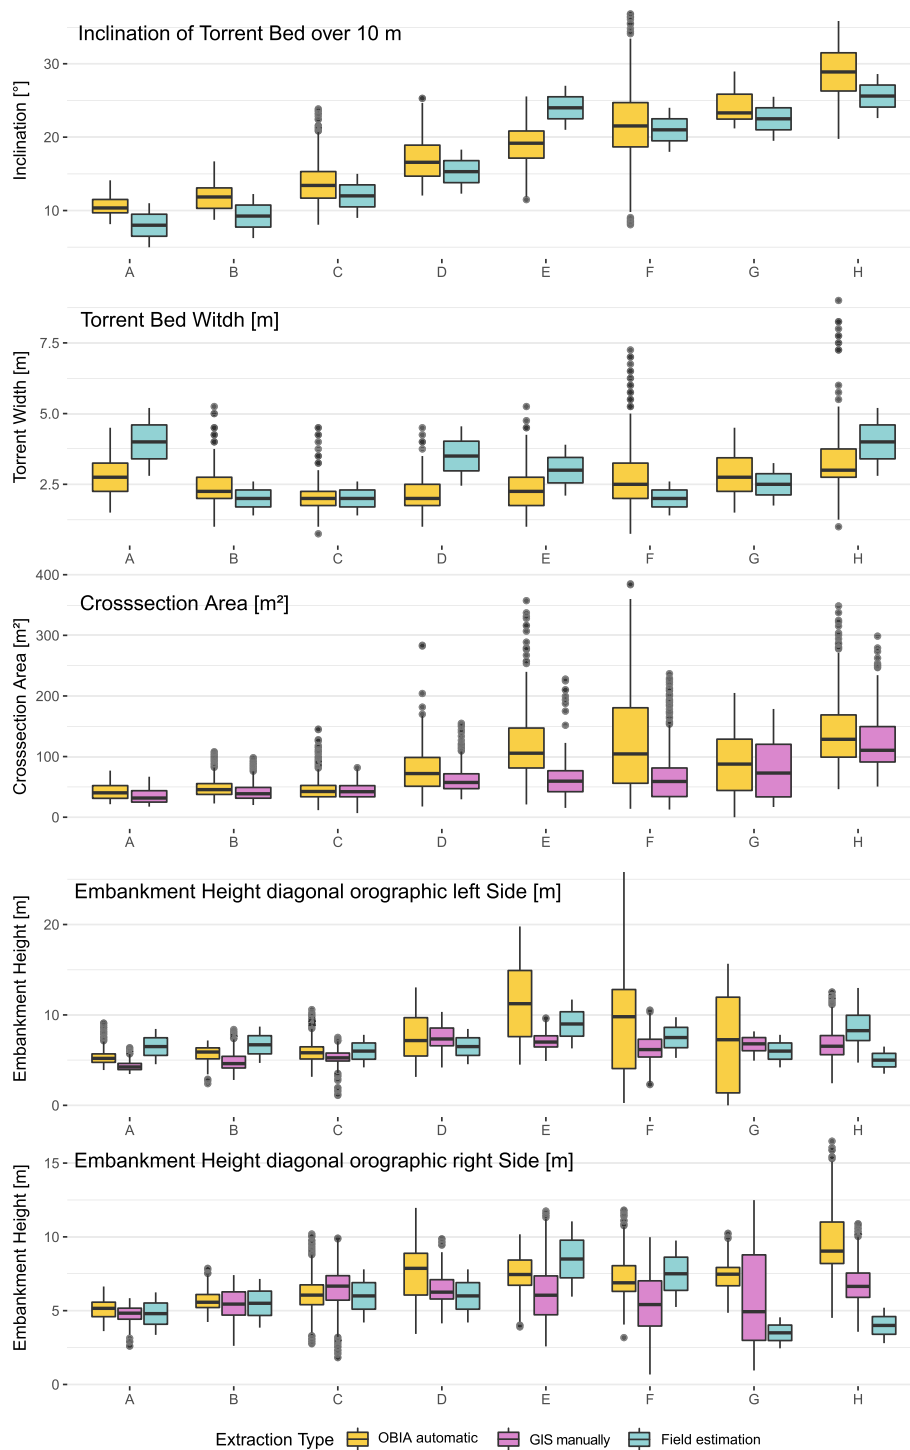 Inclination of Torrent Bed over 10 m
Inclination [°]
30
20
10
A B C D E F G H
Torrent Bed Witdh [m]
Torrent Width [m]
7.5
5.0
2.5
A B C D E F G H
Crosssection Area [m²]
Crosssection Area [m²]
400
300
200
100
0
A B C D E F G H
Embankment Height diagonal orographic left Side [m]
Embankment Height [m]
20
10
0
A B C D E F G H
Embankment Height diagonal orographic right Side [m]
Embankment Height [m]
15
10
5
0
A B C D E F G H
Extraction Type OBIA automatic GIS manually Field estimation